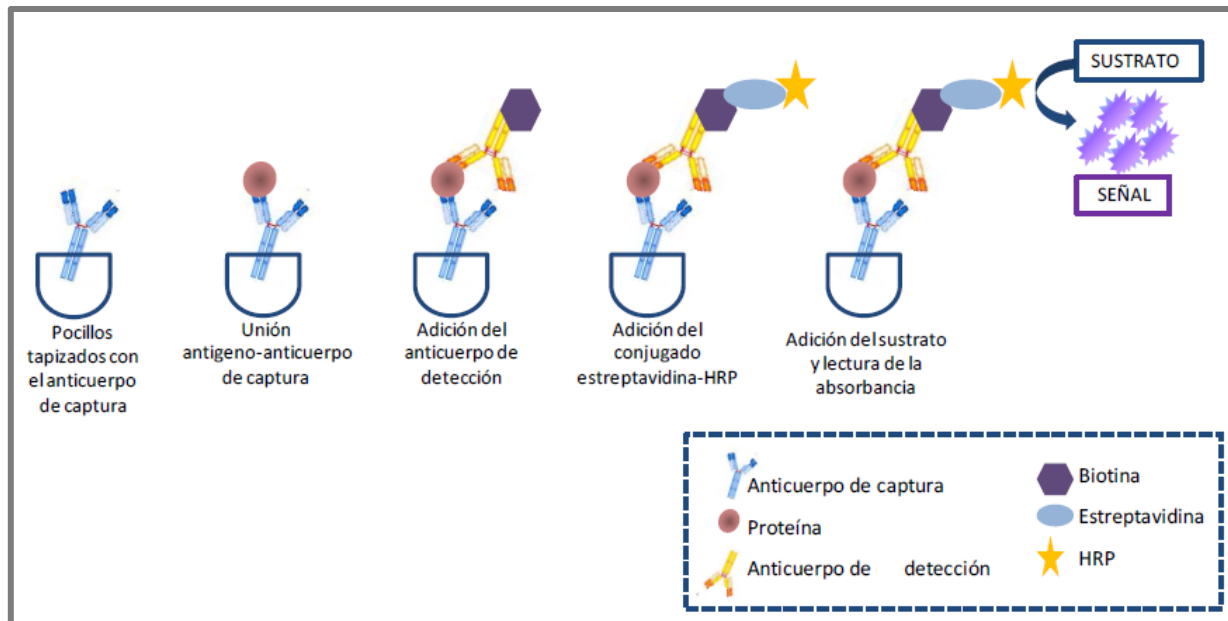 SUSTRATO
SEÑAL
Pocillos
tapizados con
el anticuerpo
de captura
Unión
antigeno-anticuerpo
de captura
Adición del
anticuerpo de
detección
Adición del
conjugado
estreptavidina-HRP
Adición del sustrato
y lectura de la
absorbancia
Anticuerpo de captura
Proteína
Anticuerpo de detección
Biotina
Estreptavidina
HRP